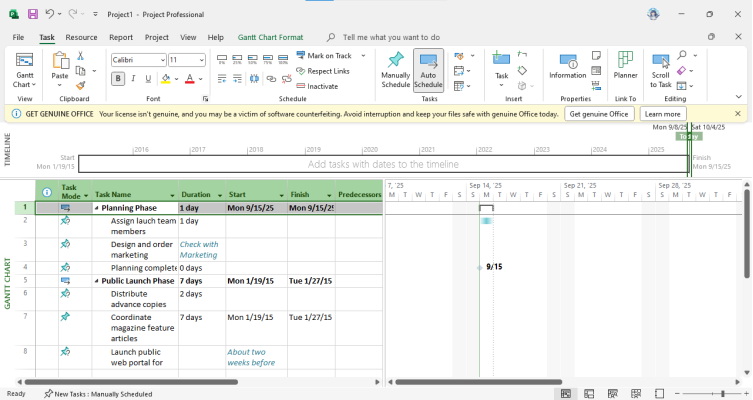 Project1 - Project Professional
File Task Resource Report Project View Help Gantt Chart Format Tell me what you want to do
Gantt Chart
View
Paste
Clipboard
Calibri 11
B I U A
Font
0% 25% 50% 75% 100%
Mark on Track
Respect Links
Inactivate
Schedule
Manually Schedule
Auto Schedule
Tasks
Task
Insert
Information
Properties
Planner
Link To
Scroll to Task
Editing
GET GENUINE OFFICE Your license isn't genuine, and you may be a victim of software counterfeiting. Avoid interruption and keep your files safe with genuine Office today. Get genuine Office Learn more
TIMELINE
Mon 9/8/25 Sat 10/4/25
Today
2016 2017 2018 2019 2020 2021 2022 2023 2024 2025
Start
Mon 1/19/15
Add tasks with dates to the timeline
Finish
Mon 9/15/25
GANTT CHART
Task Mode Task Name Duration Start Finish Predecessors
7, '25 Sep 14, '25 Sep 21, '25 Sep 28, '25
M T W T F S S M T W T F S S M T W T F S S M T W T F
1 Planning Phase 1 day Mon 9/15/25 Mon 9/15/25
2 Assign lauch team members 1 day
3 Design and order marketing Check with Marketing
4 Planning complete 0 days
9/15
5 Public Launch Phase 7 days Mon 1/19/15 Tue 1/27/15
6 Distribute advance copies 2 days
7 Coordinate magazine feature articles 7 days Mon 1/19/15 Tue 1/27/15
8 Launch public web portal for About two weeks before
Ready New Tasks : Manually Scheduled